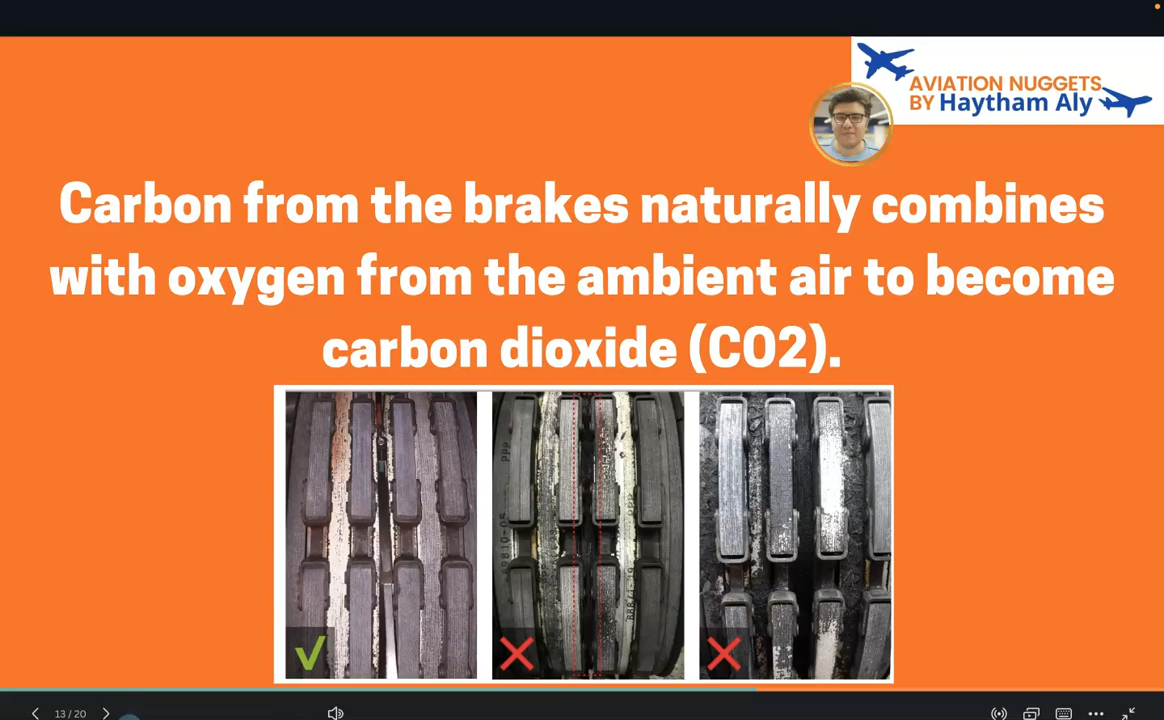 AVIATION NUGGETS
BY Haytham Aly
Carbon from the brakes naturally combines
with oxygen from the ambient air to become
carbon dioxide (CO2).
PPP
13 / 20